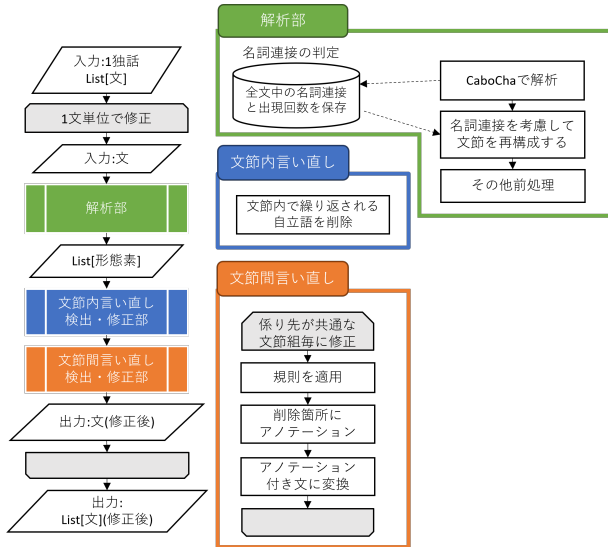 入力:1独話
List[文]
1文単位で修正
入力:文
解析部
List[形態素]
文節内言い直し
検出・修正部
文節間言い直し
検出・修正部
出力:文(修正後)
出力:
List[文](修正後)
解析部
名詞連接の判定
全文中の名詞連接
と出現回数を保存
CaboChaで解析
名詞連接を考慮して
文節を再構成する
その他前処理
文節内言い直し
文節内で繰り返される
自立語を削除
文節間言い直し
係り先が共通な
文節組毎に修正
規則を適用
削除箇所に
アノテーション
アノテーション
付き文に変換